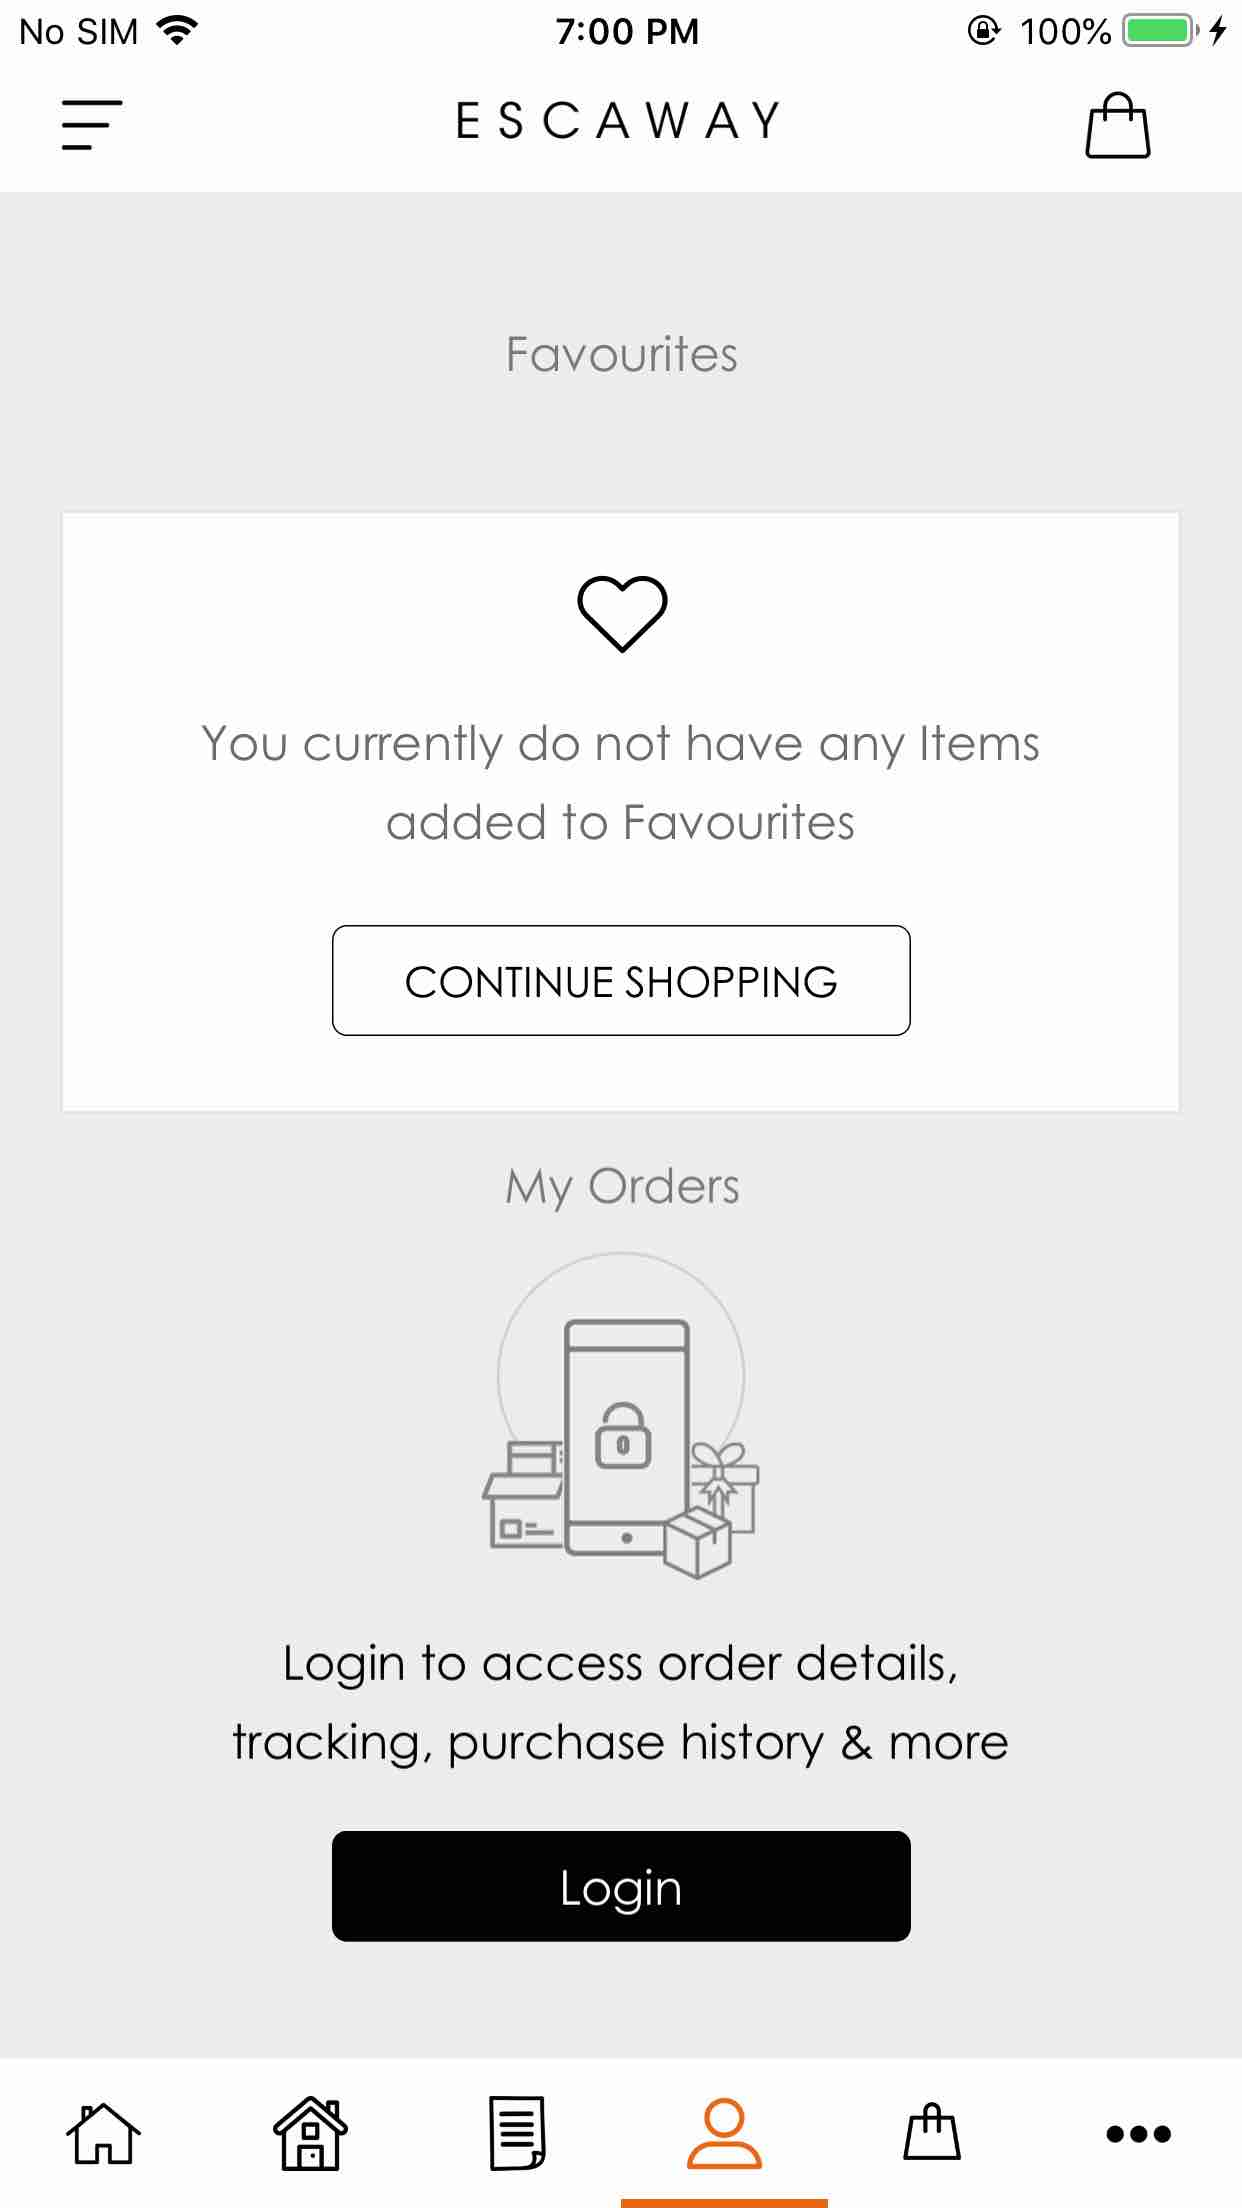 No SIM 7:00 PM 100%
ESCAWAY
Favourites
You currently do not have any Items
added to Favourites
CONTINUE SHOPPING
My Orders
Login to access order details,
tracking, purchase history & more
Login